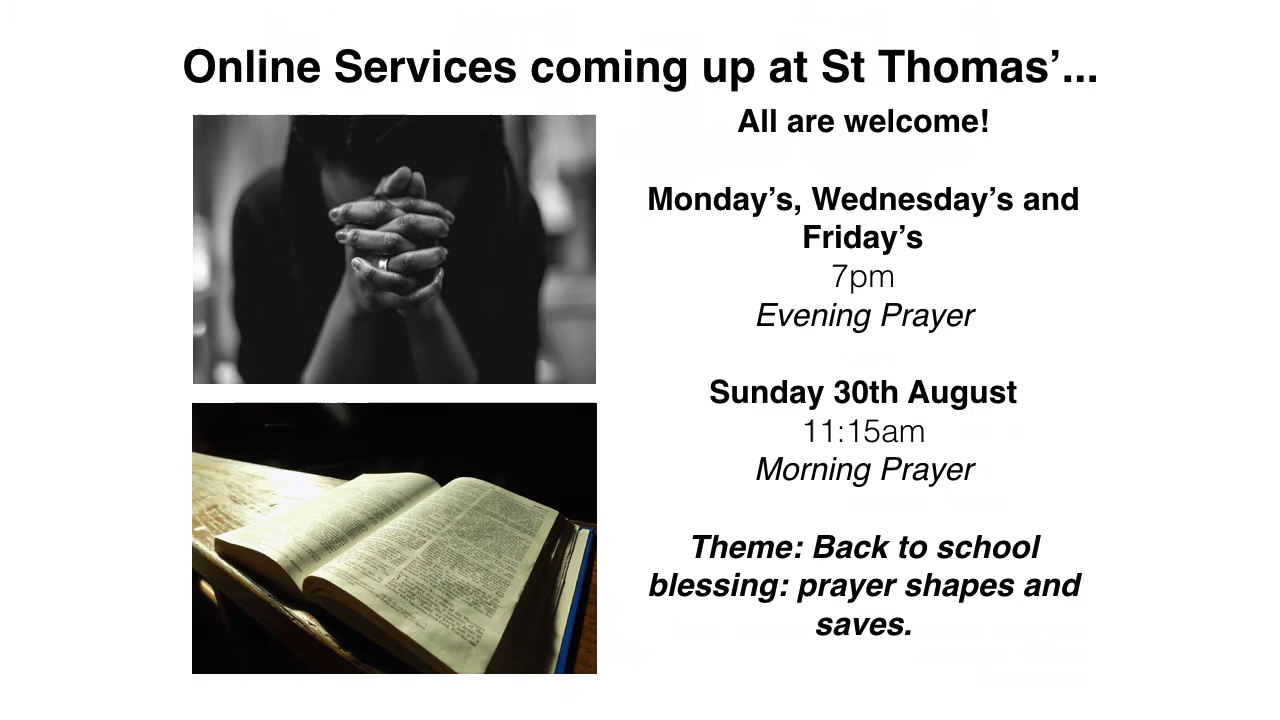 Online Services coming up at St Thomas’...
All are welcome!
Monday’s, Wednesday’s and
Friday’s
7pm
Evening Prayer
Sunday 30th August
11:15am
Morning Prayer
Theme: Back to school
blessing: prayer shapes and
saves.